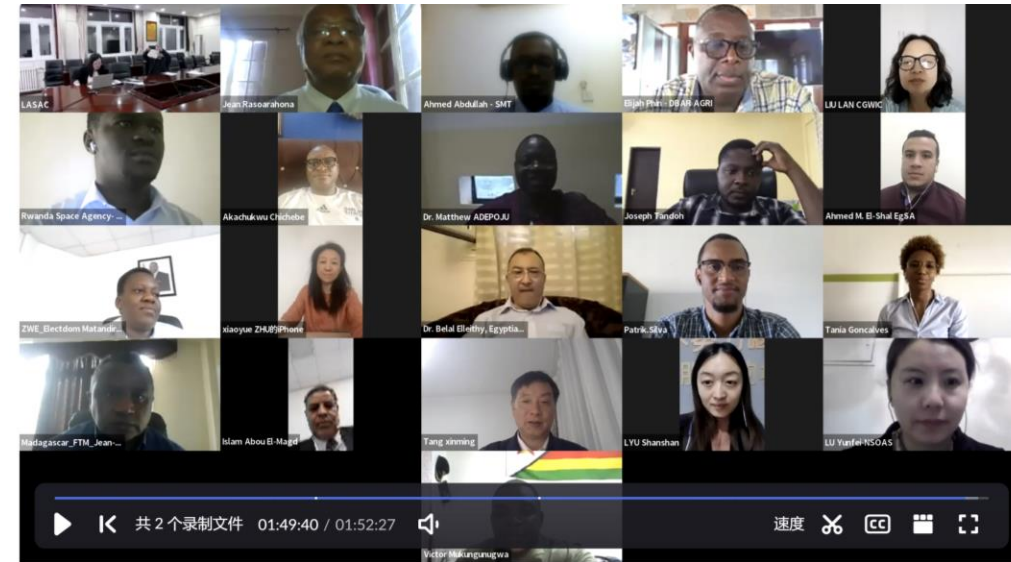 LASAC
Jean Rasoarahona
Ahmed Abdullah - SMT
Elijah Phiri - DBAR-AGRI
LIU LAN CGWIC
Rwanda Space Agency- ...
Akachukwu Chichebe
Dr. Matthew ADEPOJU
Joseph Tandoh
Ahmed M. El-Shal EgSA
ZWE_Electdom Matandir...
xiaoyue ZHU的iPhone
Dr. Belal Elleithy, Egyptia...
Patrik.Silva
Tania Goncalves
Madagascar_FTM_Jean-...
Islam Abou El-Magd
Tang xinming
LYU Shanshan
LU Yunfei-NSOAS
共 2 个录制文件 01:49:40 / 01:52:27 速度 CC
Victor Mukungunugwa